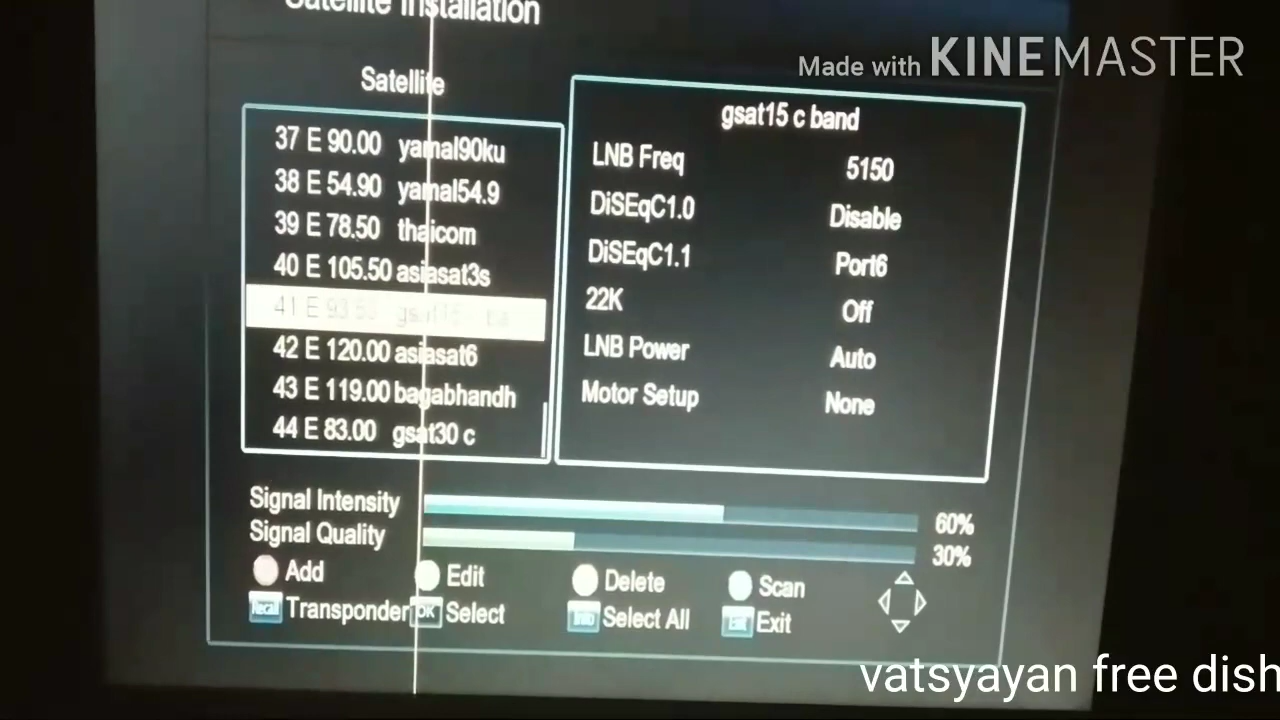 Satellite Installation
Made with KINEMASTER
Satellite
37 E 90.00 yamal90ku
38 E 54.90 yamal54.9
39 E 78.50 thaicom
40 E 105.50 asiasat3s
41 E 93.50
42 E 120.00 asiasat6
43 E 119.00 bagabhandh
44 E 83.00 gsat30 c
gsat15 c band
LNB Freq 5150
DiSEqC1.0 Disable
DiSEqC1.1 Port6
22K Off
LNB Power Auto
Motor Setup None
Signal Intensity 60%
Signal Quality 30%
Add Edit Delete Scan
Recall Transponder OK Select Info Select All Exit Exit
vatsyayan free dish